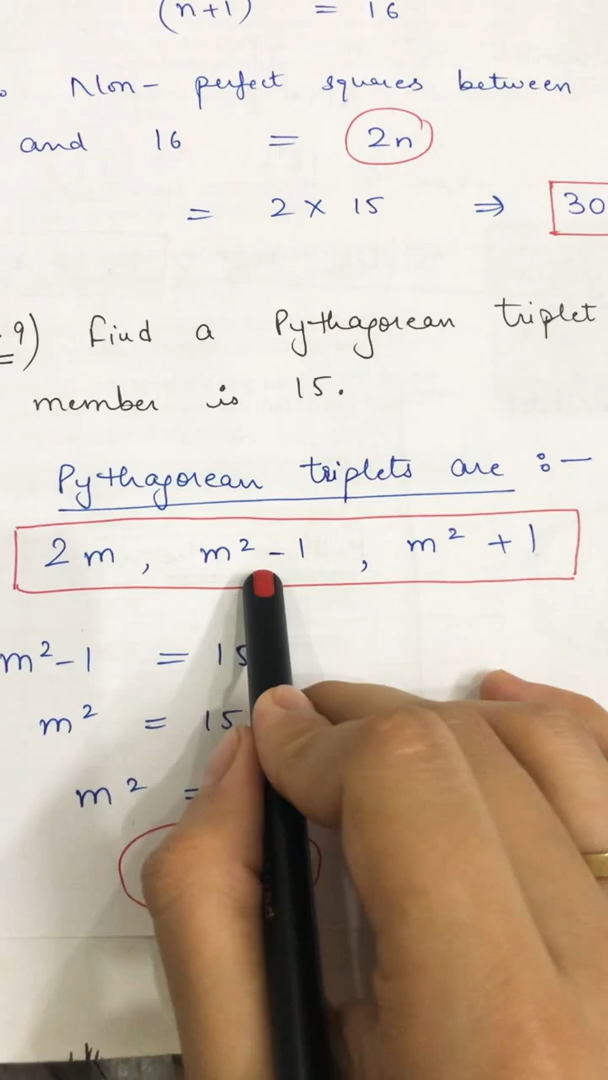 (n+1) = 16
Non - perfect squares between
and 16 = 2n
= 2 × 15 ⇒ 30
9) Find a Pythagorean triplet
member is 15.
Pythagorean triplets are :-
2m , m² - 1 , m² + 1
m² - 1 = 15
m² = 15
m² =